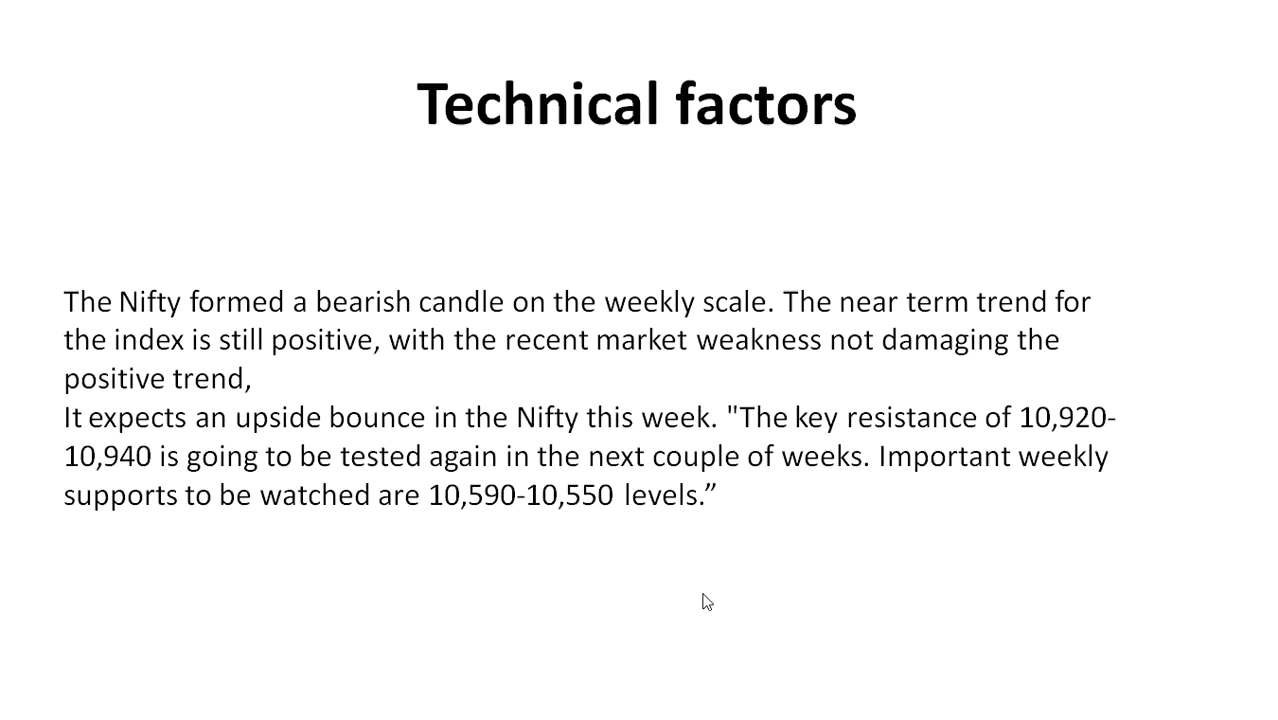 Technical factors
The Nifty formed a bearish candle on the weekly scale. The near term trend for
the index is still positive, with the recent market weakness not damaging the
positive trend,
It expects an upside bounce in the Nifty this week. "The key resistance of 10,920-
10,940 is going to be tested again in the next couple of weeks. Important weekly
supports to be watched are 10,590-10,550 levels.”